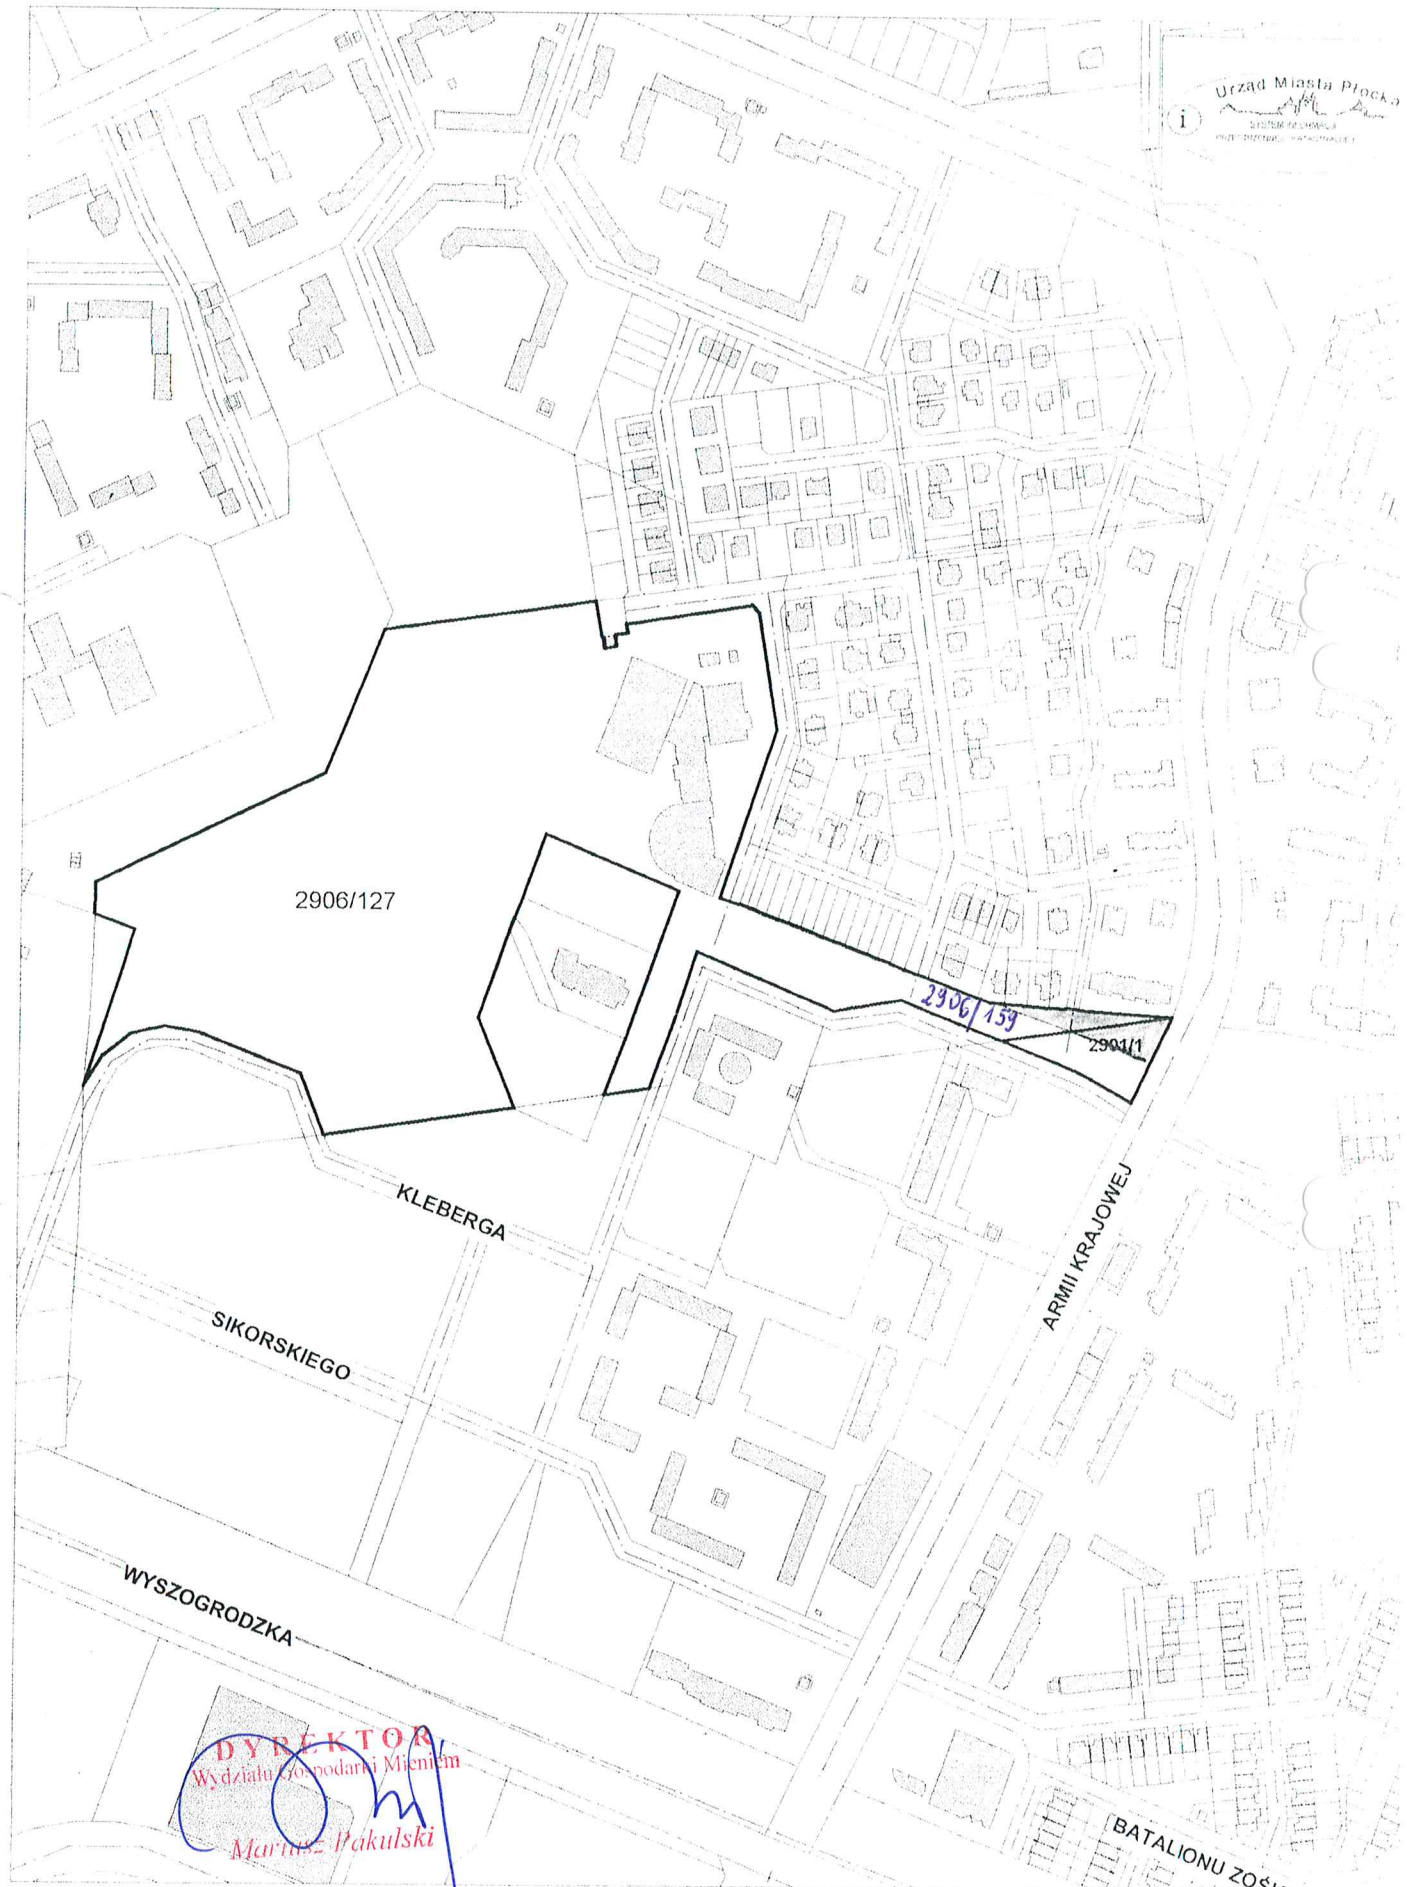 Urząd Miasta Płocka
i
2906/127
2906/159
2901/1
KLEBERGA
ARMII KRAJOWEJ
SIKORSKIEGO
WYSZOGRODZKA
DYREKTOR
Wydziału Gospodarki Mieniem
Mariusz Pakulski
BATALIONU ZOŚK